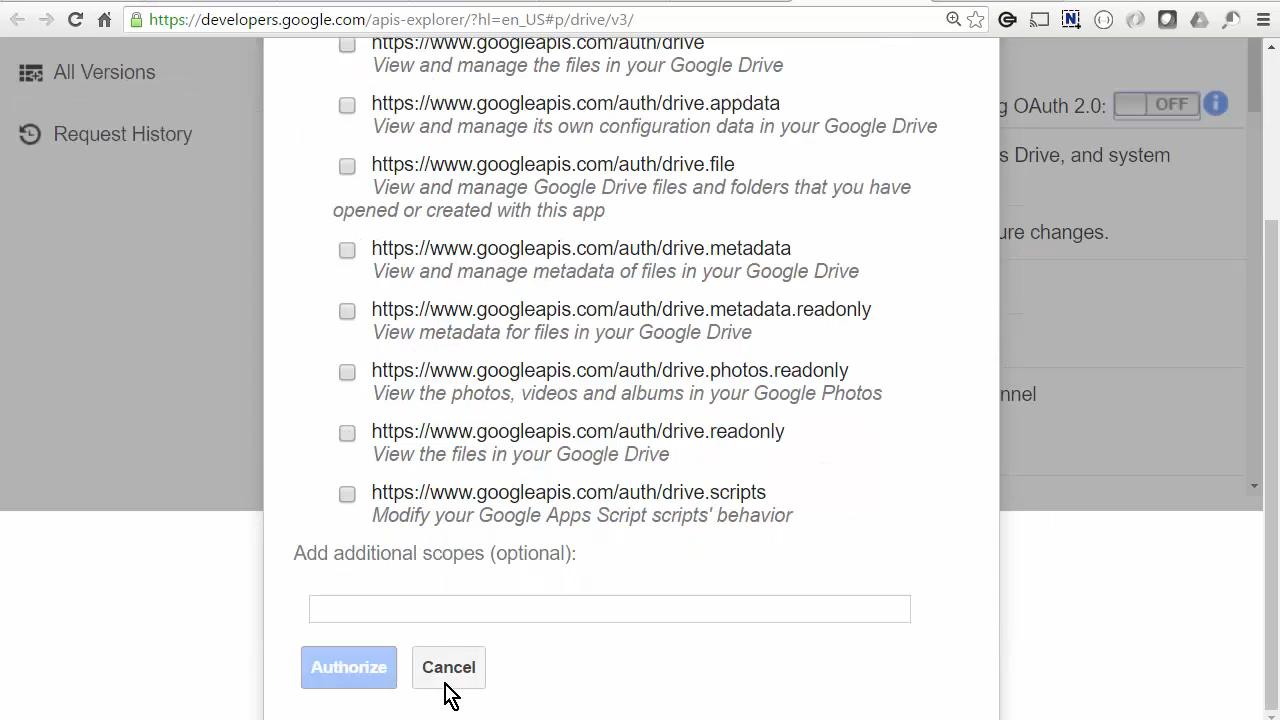 https://developers.google.com/apis-explorer/?hl=en_US#p/drive/v3/
All Versions
Request History
https://www.googleapis.com/auth/drive
View and manage the files in your Google Drive
https://www.googleapis.com/auth/drive.appdata
View and manage its own configuration data in your Google Drive
https://www.googleapis.com/auth/drive.file
View and manage Google Drive files and folders that you have
opened or created with this app
https://www.googleapis.com/auth/drive.metadata
View and manage metadata of files in your Google Drive
https://www.googleapis.com/auth/drive.metadata.readonly
View metadata for files in your Google Drive
https://www.googleapis.com/auth/drive.photos.readonly
View the photos, videos and albums in your Google Photos
https://www.googleapis.com/auth/drive.readonly
View the files in your Google Drive
https://www.googleapis.com/auth/drive.scripts
Modify your Google Apps Script scripts' behavior
Add additional scopes (optional):
Authorize Cancel
g OAuth 2.0: OFF
s Drive, and system
ure changes.
nnel